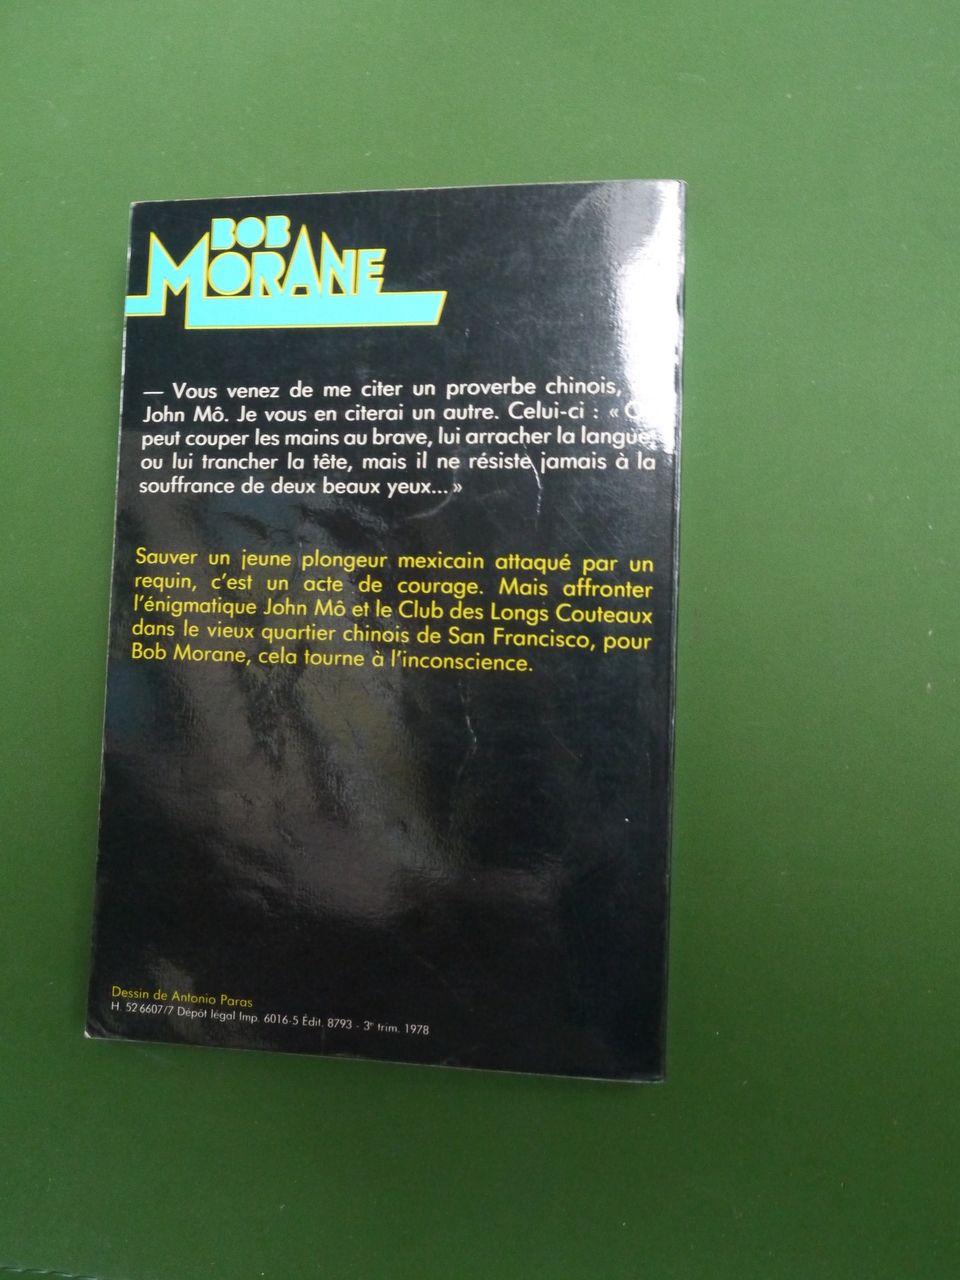 BOB
MORANE
— Vous venez de me citer un proverbe chinois,
John Mô. Je vous en citerai un autre. Celui-ci : «
peut couper les mains au brave, lui arracher la langue,
ou lui trancher la tête, mais il ne résiste jamais à la
souffrance de deux beaux yeux... »
Sauver un jeune plongeur mexicain attaqué par un
requin, c'est un acte de courage. Mais affronter
l'énigmatique John Mô et le Club des Longs Couteaux
dans le vieux quartier chinois de San Francisco, pour
Bob Morane, cela tourne à l'inconscience.
Dessin de Antonio Paras
H. 52 6607/7 Dépôt légal Imp. 6016-5 Édit. 8793 - 3e trim. 1978